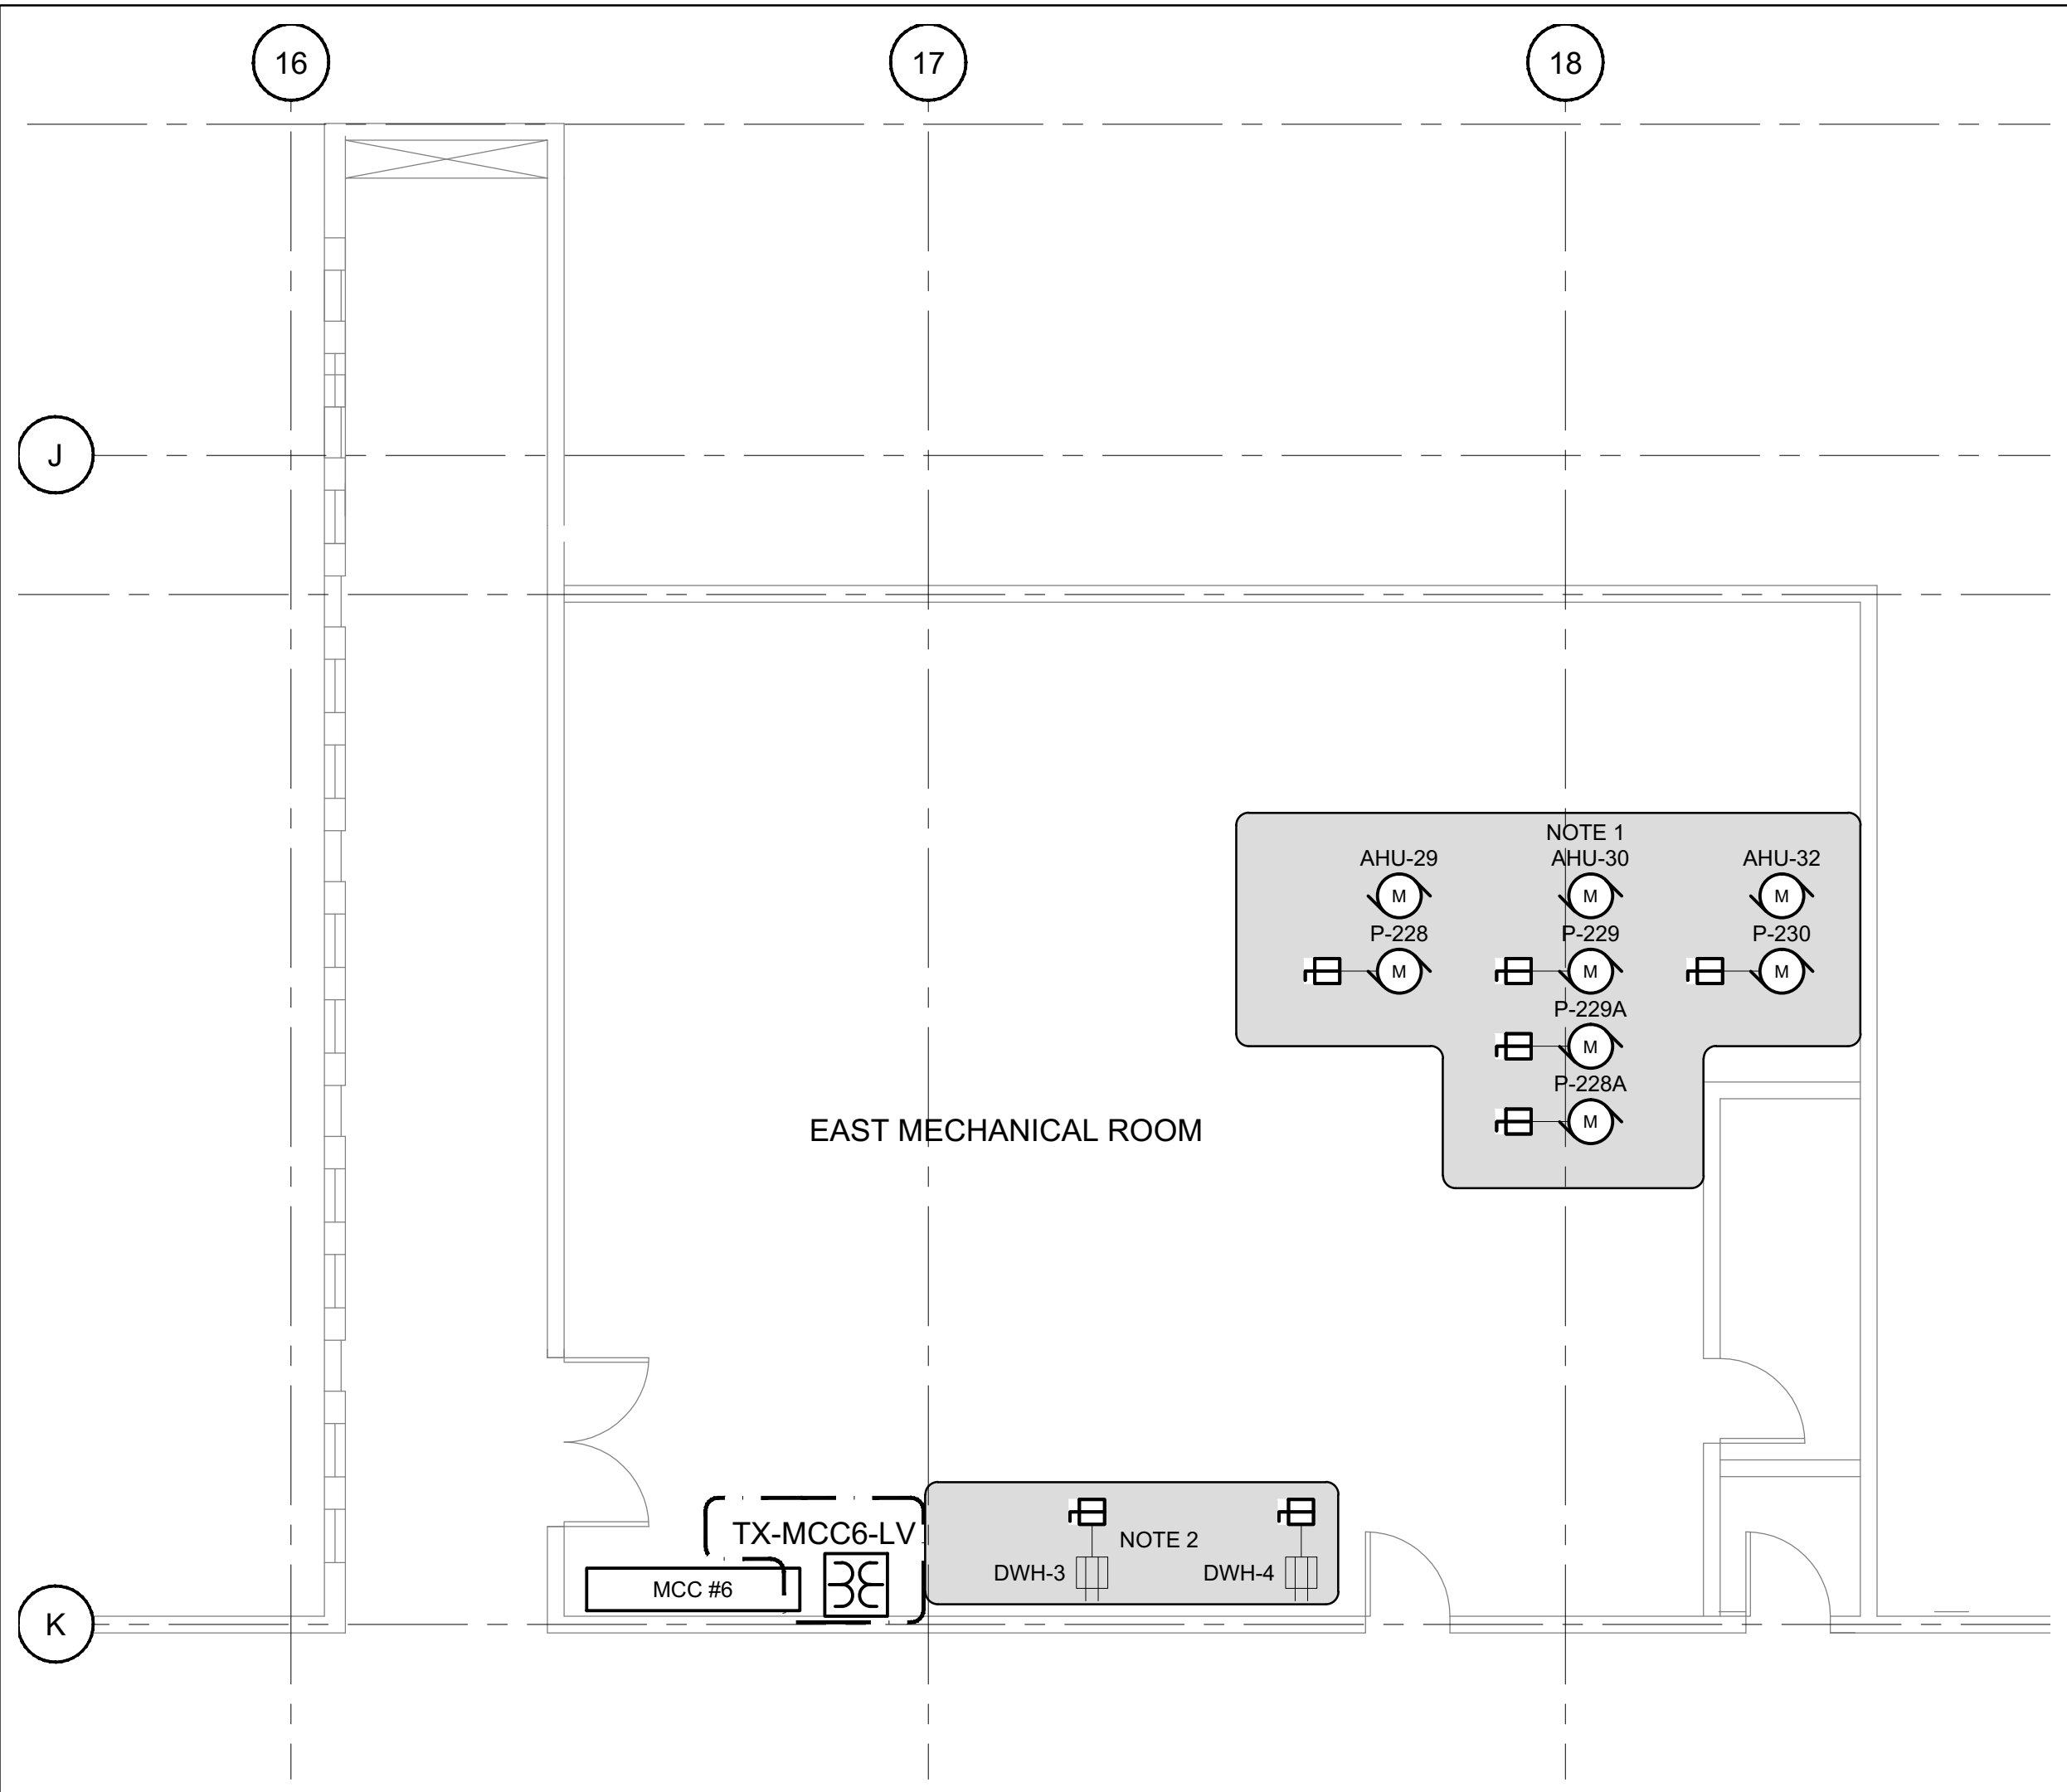 16
17
18
J
NOTE 1
AHU-29
AHU-30
AHU-32
M
M
M
P-228
P-229
P-230
M
M
M
P-229A
M
P-228A
M
EAST MECHANICAL ROOM
TX-MCC6-LV
NOTE 2
DWH-3
DWH-4
MCC #6
K